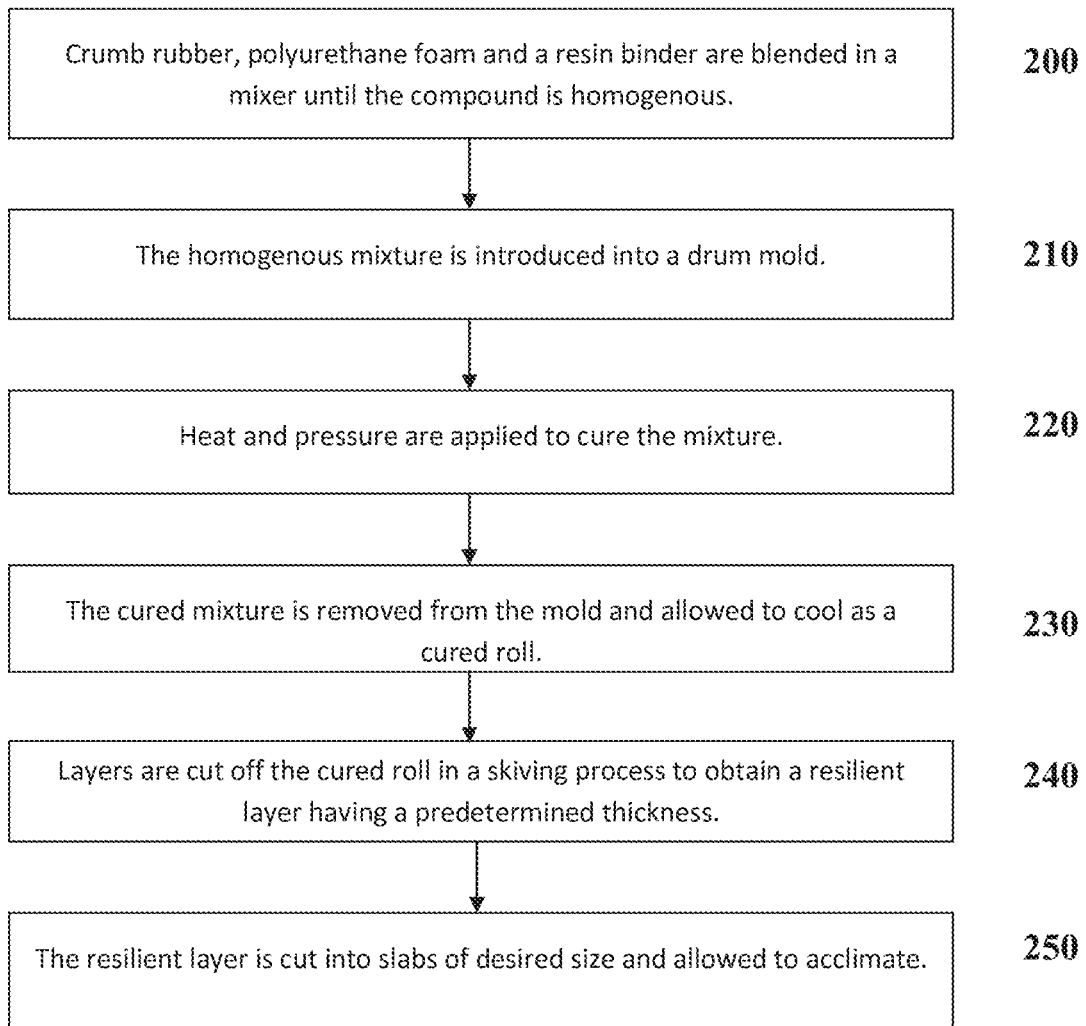 Crumb rubber, polyurethane foam and a resin binder are blended in a
mixer until the compound is homogenous.
200
The homogenous mixture is introduced into a drum mold.
210
Heat and pressure are applied to cure the mixture.
220
The cured mixture is removed from the mold and allowed to cool as a
cured roll.
230
Layers are cut off the cured roll in a skiving process to obtain a resilient
layer having a predetermined thickness.
240
The resilient layer is cut into slabs of desired size and allowed to acclimate.
250